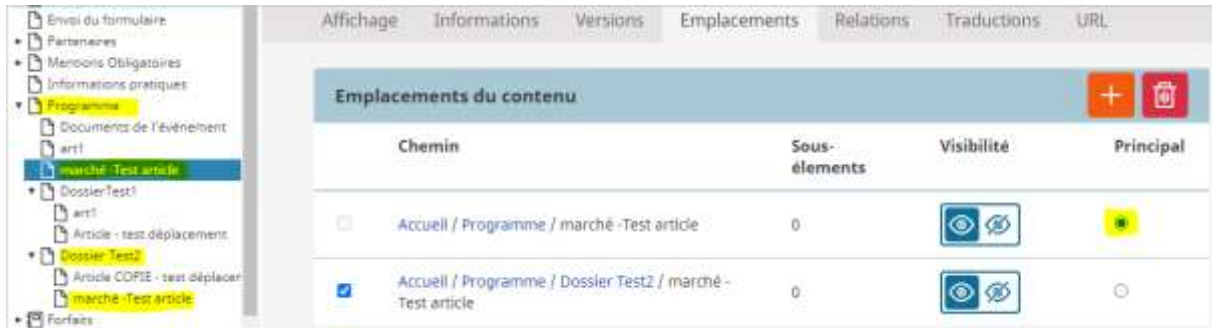 Envoi du formulaire
Partenaires
Mentions Obligatoires
Informations pratiques
Programme
Documents de l'évènement
art1
marché -Test article
DossierTest1
art1
Article - test déplacement
Dossier Test2
Article COPIE - test déplacer
marché -Test article
Forfaits
Affichage Informations Versions Emplacements Relations Traductions URL
Emplacements du contenu
Chemin Sous- Visibilité Principal
élements
Accueil / Programme / marché -Test article 0
Accueil / Programme / Dossier Test2 / marché - 0
Test article